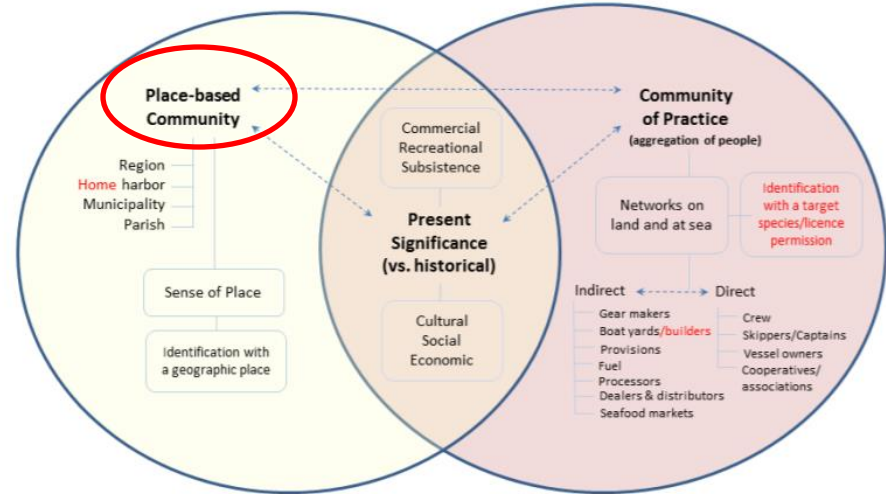 Place-based
Community
Region
Home harbor
Municipality
Parish
Sense of Place
Identification with
a geographic place
Commercial
Recreational
Subsistence
Present
Significance
(vs. historical)
Cultural
Social
Economic
Community
of Practice
(aggregation of people)
Networks on
land and at sea
Identification
with a target
species/licence
permission
Indirect
Direct
Gear makers
Boat yards/builders
Provisions
Fuel
Processors
Dealers & distributors
Seafood markets
Crew
Skippers/Captains
Vessel owners
Cooperatives/
associations